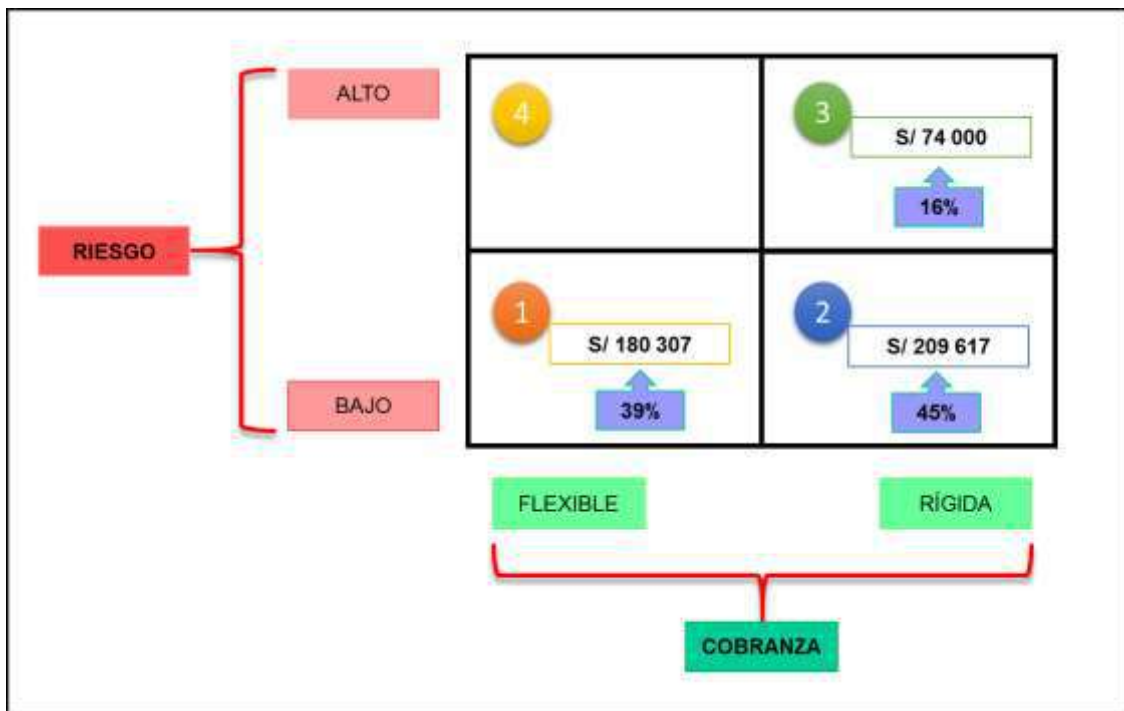 ALTO
4
3
S/ 74 000
16%
RIESGO
1
2
S/ 180 307
S/ 209 617
BAJO
39%
45%
FLEXIBLE
RÍGIDA
COBRANZA